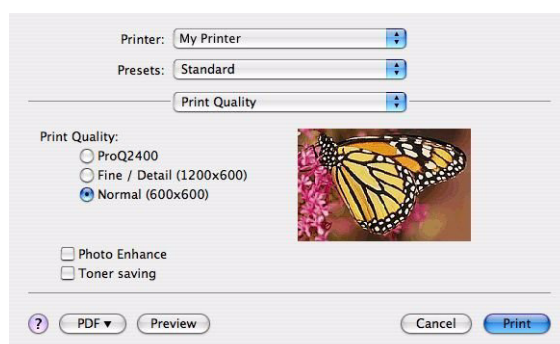 Printer: My Printer
Presets: Standard
Print Quality
Print Quality:
ProQ2400
Fine / Detail (1200x600)
Normal (600x600)
Photo Enhance
Toner saving
? PDF ▼ Preview Cancel Print